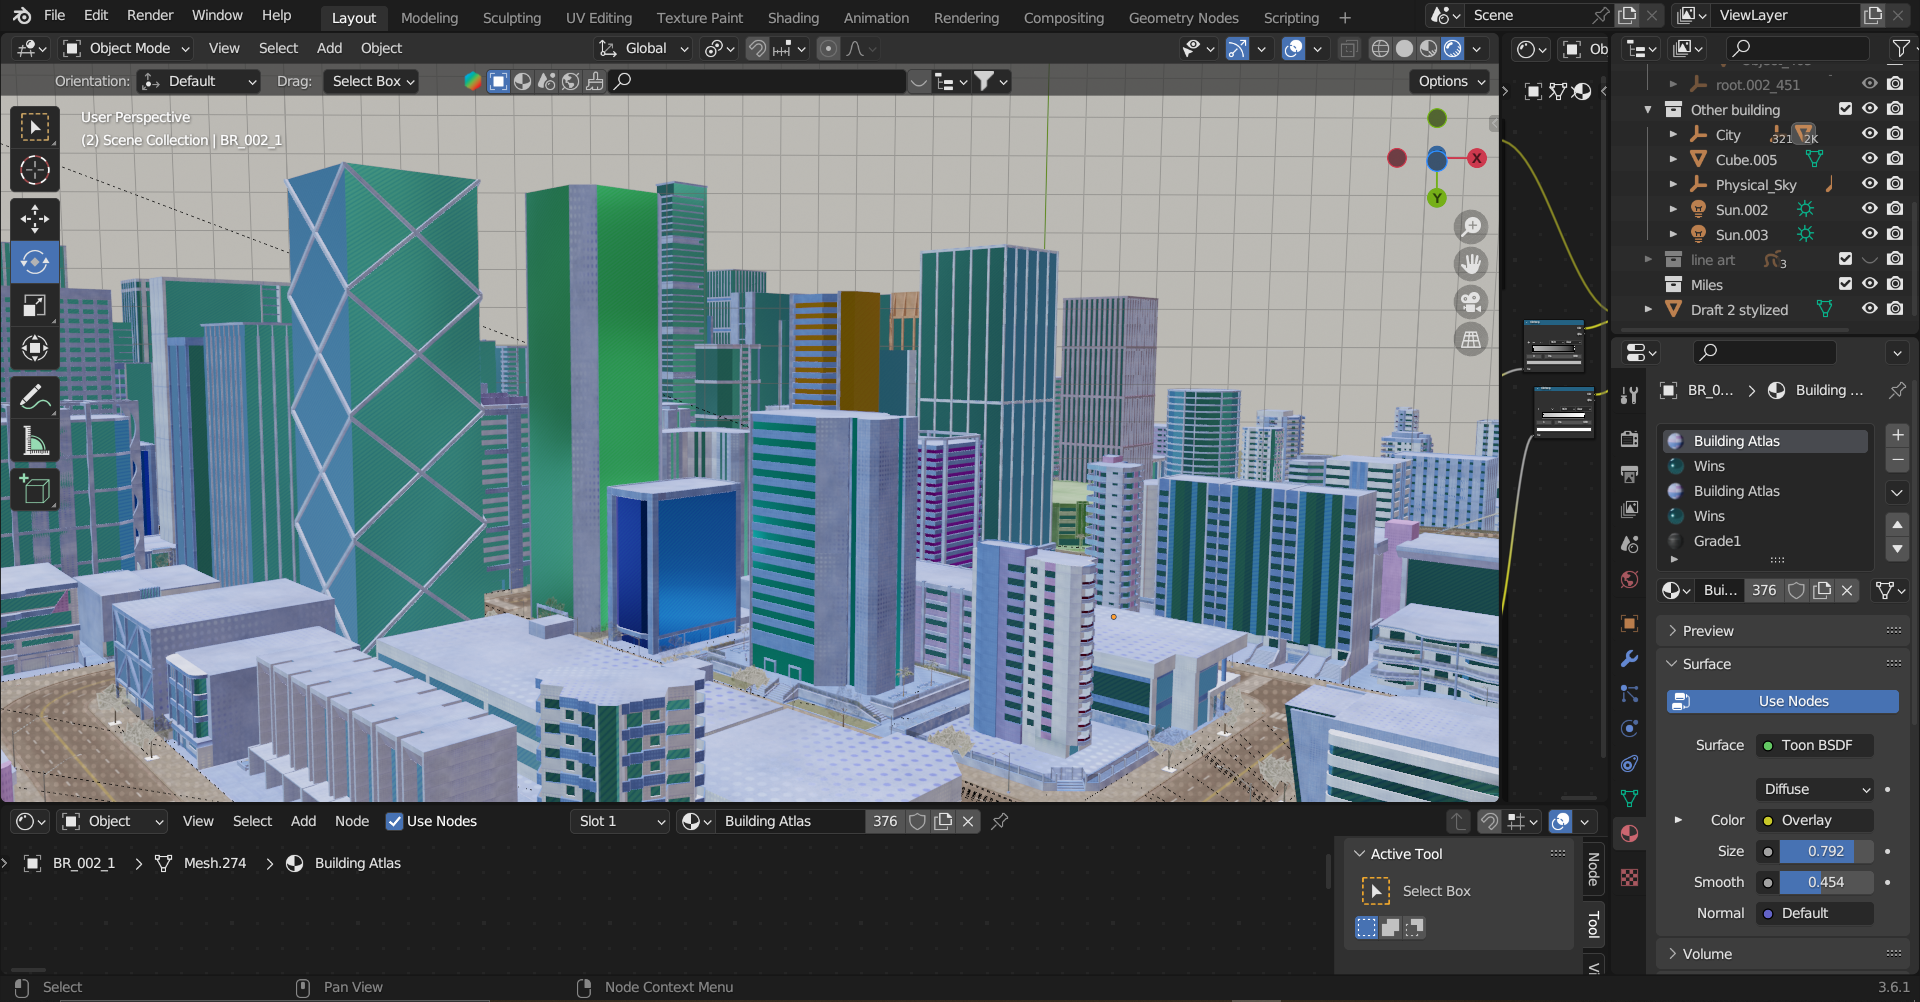 File Edit Render Window Help Layout Modeling Sculpting UV Editing Texture Paint Shading Animation Rendering Compositing Geometry Nodes Scripting + Scene ViewLayer
Object Mode View Select Add Object Global Ob
Orientation: Default Drag: Select Box Options
User Perspective
(2) Scene Collection | BR_002_1
X
Y
root.002_451
Other building
City 321 2K
Cube.005
Physical_Sky
Sun.002
Sun.003
line art 3
Miles
Draft 2 stylized
BR_0... Building ...
Building Atlas
Wins
Building Atlas
Wins
Grade1
Bui... 376
Preview
Surface
Use Nodes
Surface Toon BSDF
Diffuse
Color Overlay
Size 0.792
Smooth 0.454
Normal Default
Volume
Object View Select Add Node Use Nodes Slot 1 Building Atlas 376
BR_002_1 Mesh.274 Building Atlas
Active Tool
Select Box
Node
Tool
Select Pan View Node Context Menu 3.6.1